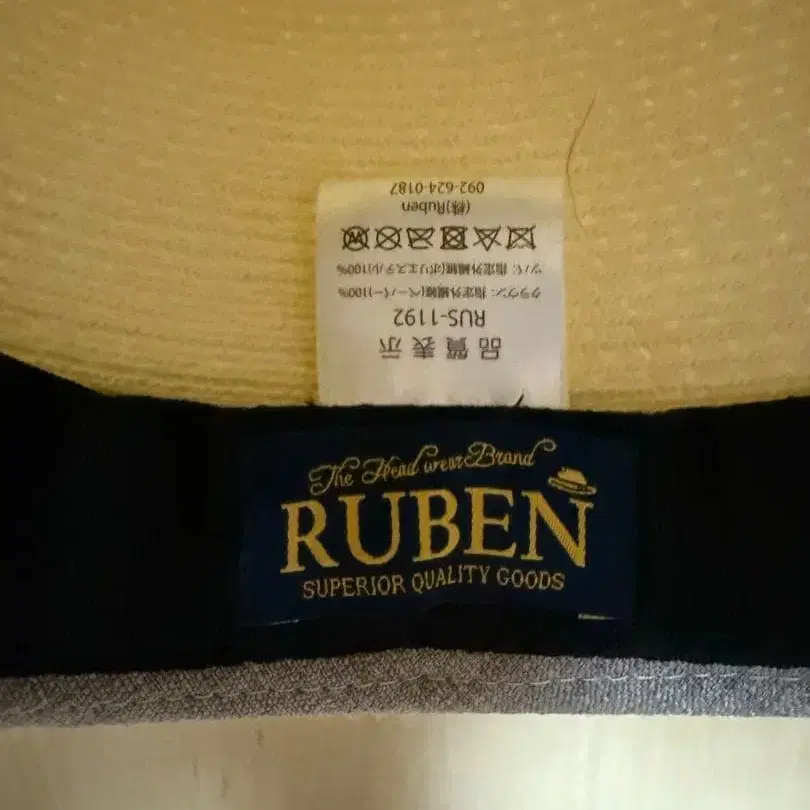 品質表示
RUS-1192
クラウン: 指定外繊維(ペーパー)100%
ツバ: 指定外繊維(ポリエステル)100%
(株)Ruben
092-624-0187
The Head wear Brand
RUBEN
SUPERIOR QUALITY GOODS